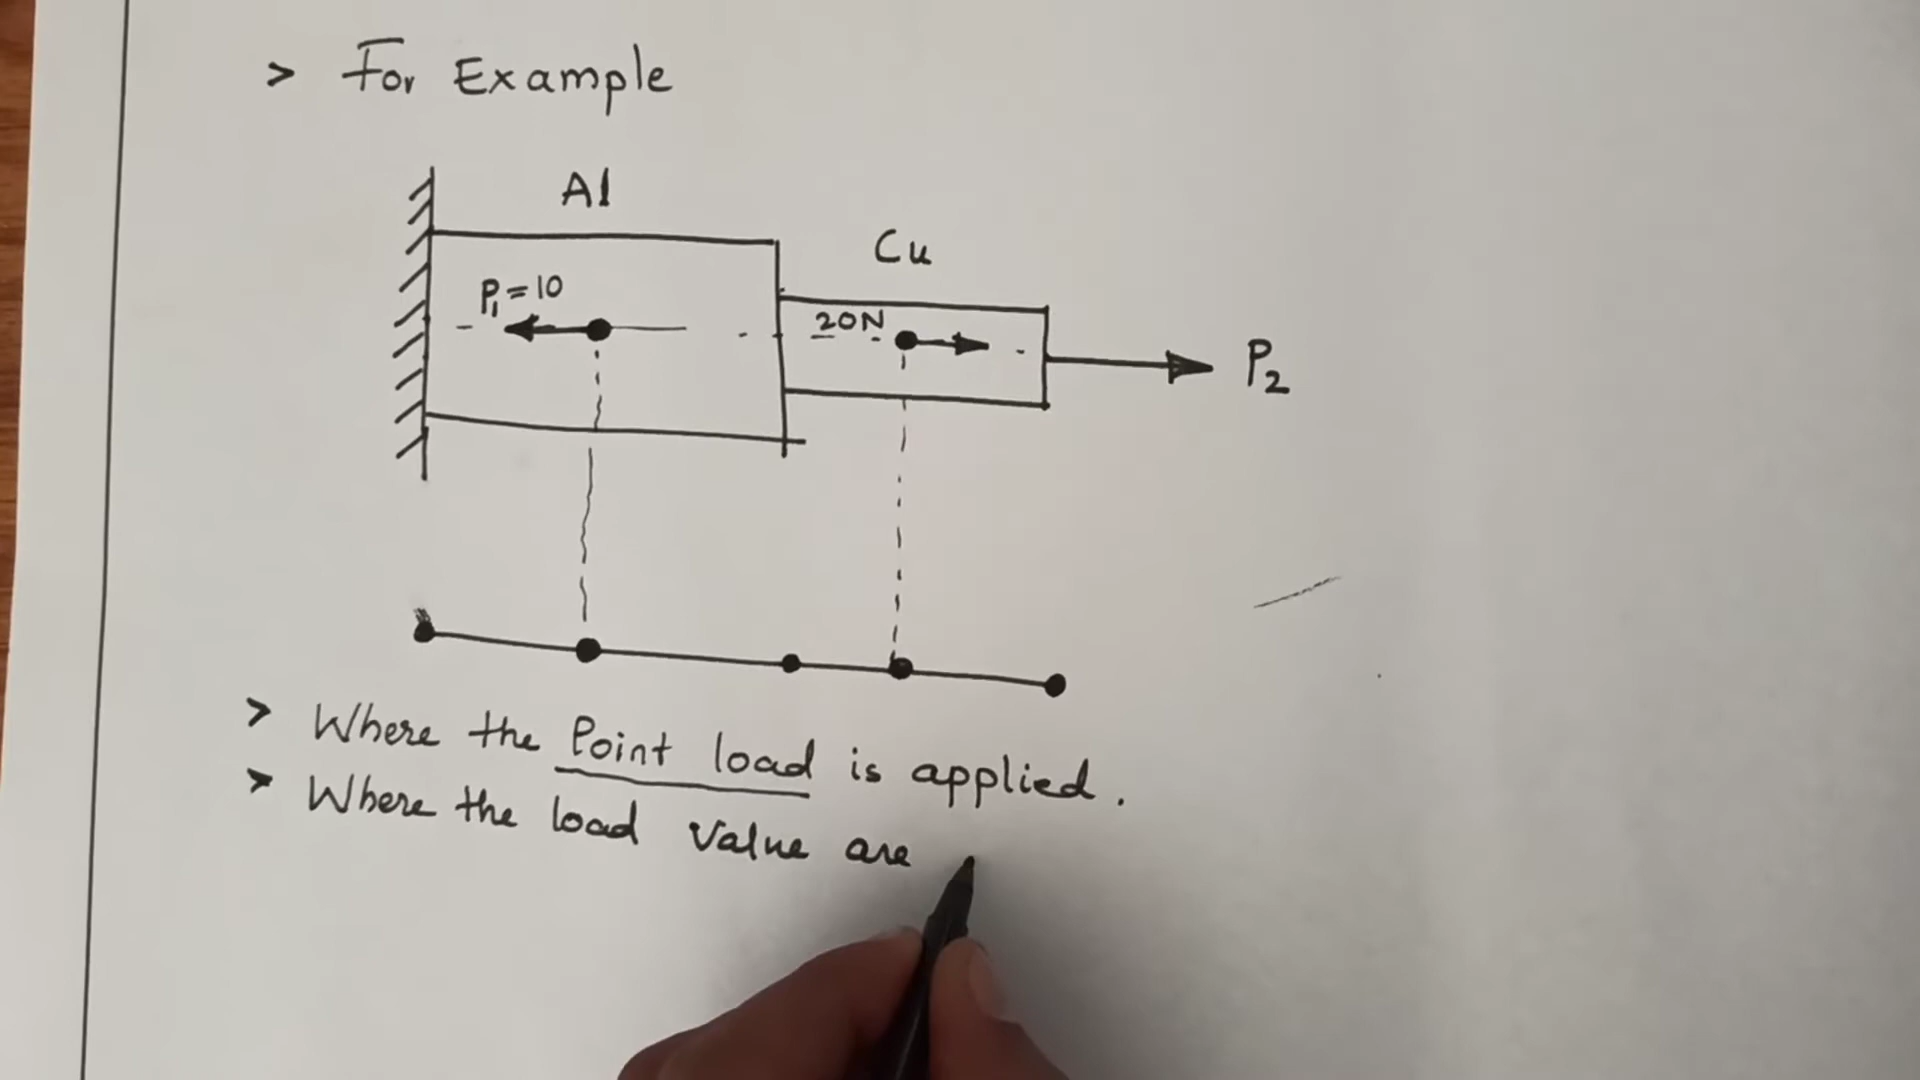 > For Example
Al
Cu
P₁ = 10
20N
P₂
> Where the Point load is applied.
> Where the load value are